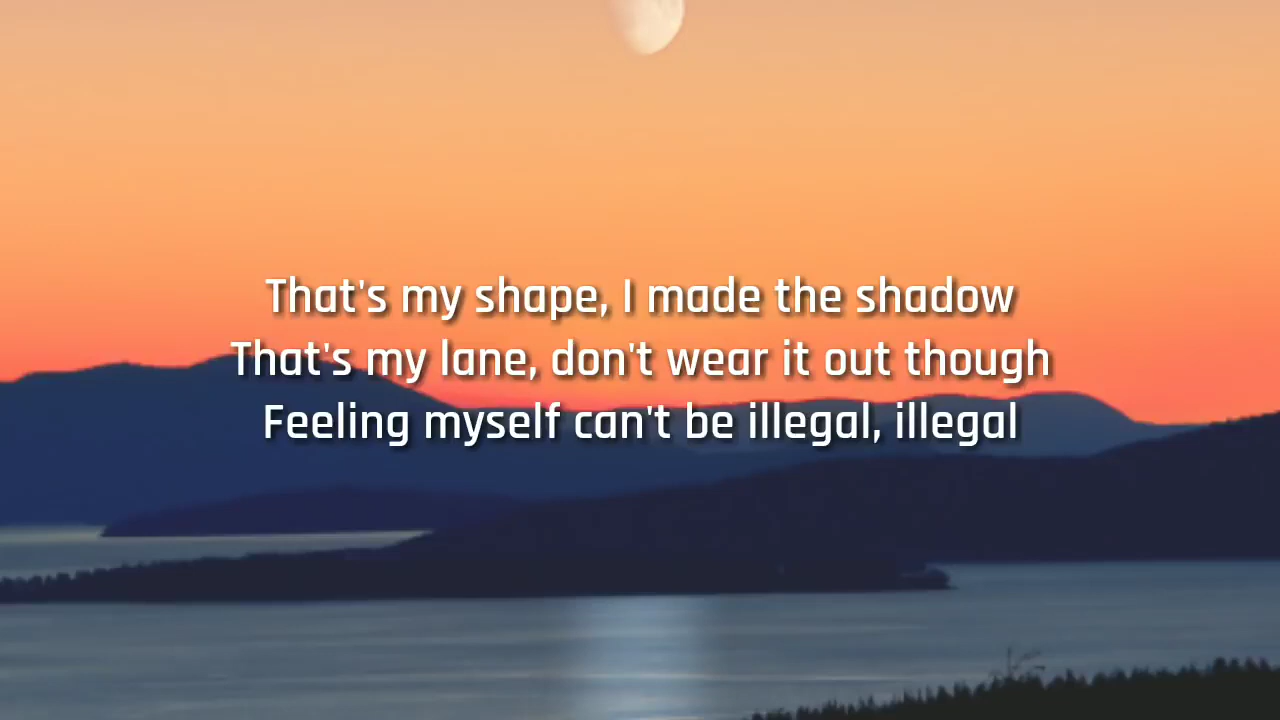 That's my shape, I made the shadow
That's my lane, don't wear it out though
Feeling myself can't be illegal, illegal